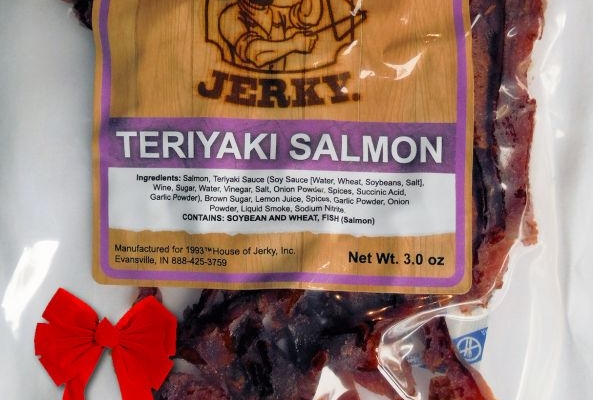 JERKY.
TERIYAKI SALMON
Ingredients: Salmon, Teriyaki Sauce (Soy Sauce [Water, Wheat, Soybeans, Salt],
Wine, Sugar, Water, Vinegar, Salt, Onion Powder, Spices, Succinic Acid,
Garlic Powder), Brown Sugar, Lemon Juice, Spices, Garlic Powder, Onion
Powder, Liquid Smoke, Sodium Nitrite.
CONTAINS: SOYBEAN AND WHEAT, FISH (Salmon)
Manufactured for 1993™House of Jerky, Inc.
Evansville, IN 888-425-3759
Net Wt. 3.0 oz